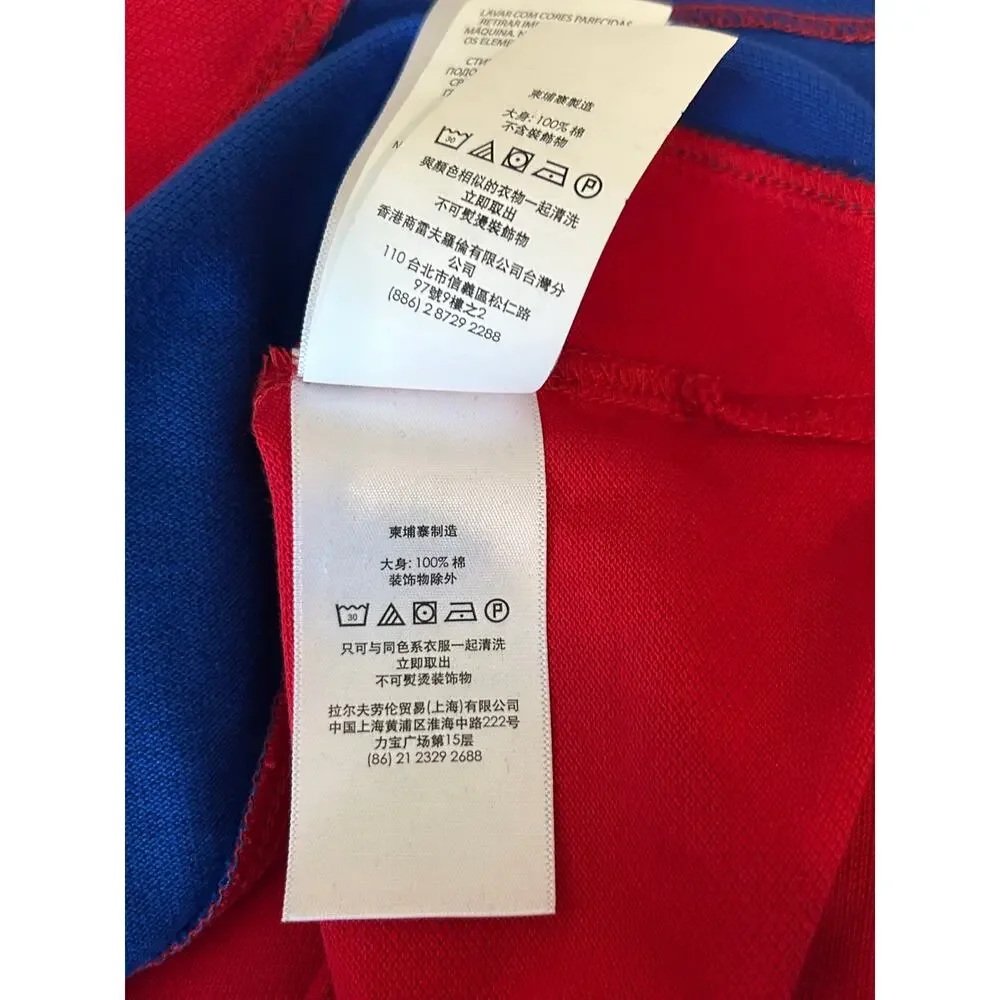 LAVAR COM CORES PARECIDAS
RETIRAR
MÁQUINA. N
OS ELEME
СТИ
ПОДО
СР
N
柬埔寨製造
大身: 100% 棉
不含裝飾物
30 P
與顏色相似的衣物一起清洗
立即取出
不可熨燙裝飾物
香港商雷夫羅倫有限公司台灣分
公司
110 台北市信義區松仁路
97號9樓之2
(886) 2 8729 2288
柬埔寨制造
大身: 100% 棉
装饰物除外
30 P
只可与同色系衣服一起清洗
立即取出
不可熨烫装饰物
拉尔夫劳伦贸易(上海)有限公司
中国上海黄浦区淮海中路222号
力宝广场第15层
(86) 21 2329 2688